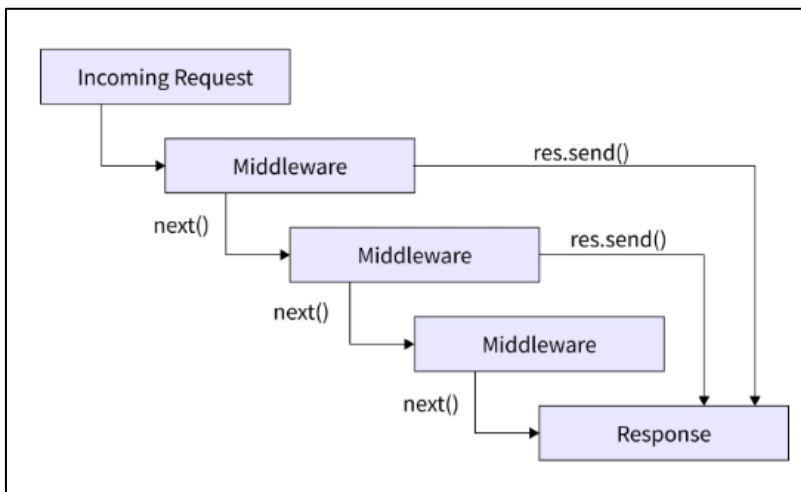 Incoming Request
Middleware
res.send()
next()
Middleware
res.send()
next()
Middleware
next()
Response